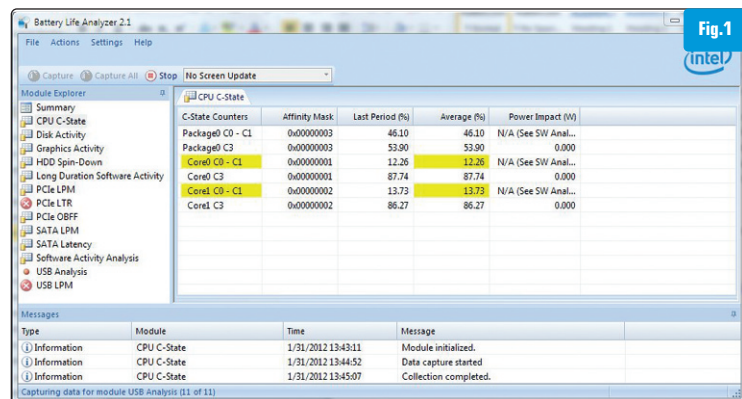 Battery Life Analyzer 2.1
Fig.1
File Actions Settings Help
intel
Capture Capture All Stop No Screen Update
Module Explorer
CPU C-State
Summary
CPU C-State
Disk Activity
Graphics Activity
HDD Spin-Down
Long Duration Software Activity
PCIe LPM
PCIe LTR
PCIe OBFF
SATA LPM
SATA Latency
Software Activity Analysis
USB Analysis
USB LPM
C-State Counters Affinity Mask Last Period (%) Average (%) Power Impact (W)
Package0 C0 - C1 0x00000003 46.10 46.10 N/A (See SW Anal...
Package0 C3 0x00000003 53.90 53.90 0.000
Core0 C0 - C1 0x00000001 12.26 12.26 N/A (See SW Anal...
Core0 C3 0x00000001 87.74 87.74 0.000
Core1 C0 - C1 0x00000002 13.73 13.73 N/A (See SW Anal...
Core1 C3 0x00000002 86.27 86.27 0.000
Messages
Type Module Time Message
Information CPU C-State 1/31/2012 13:43:11 Module initialized.
Information CPU C-State 1/31/2012 13:44:52 Data capture started
Information CPU C-State 1/31/2012 13:45:07 Collection completed.
Capturing data for module USB Analysis (11 of 11)